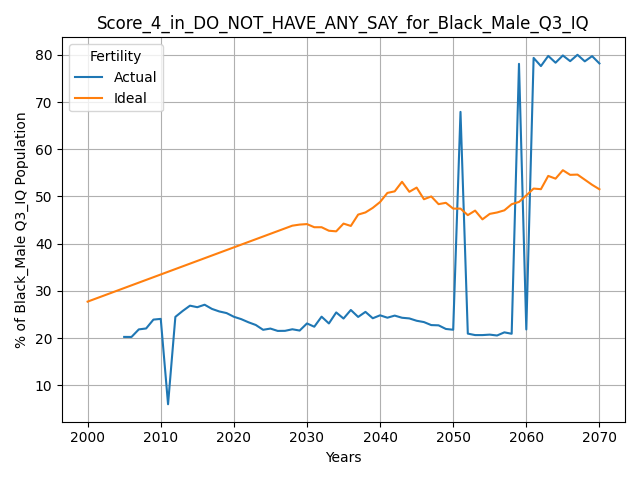 Score_4_in_DO_NOT_HAVE_ANY_SAY_for_Black_Male_Q3_IQ
Fertility
Actual
Ideal
% of Black_Male Q3_IQ Population
80
70
60
50
40
30
20
10
2000 2010 2020 2030 2040 2050 2060 2070
Years